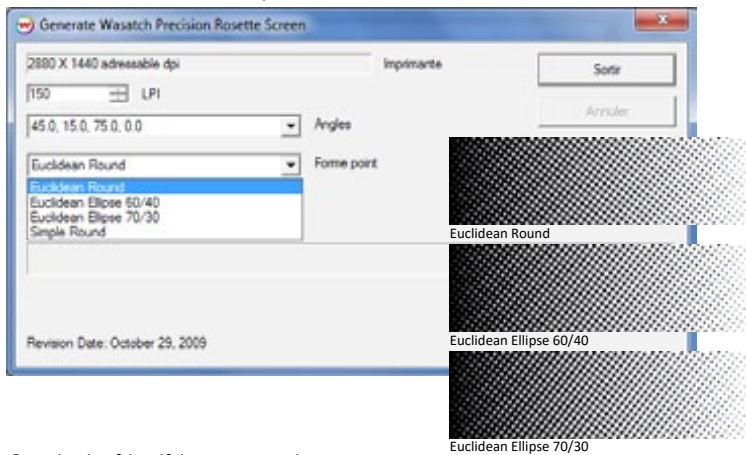 Generate Wasatch Precision Rosette Screen
2880 X 1440 adressable dpi
Imprimante
Sortir
150
LPI
Annuler
45.0, 15.0, 75.0, 0.0
Angles
Euclidean Round
Forme point
Euclidean Round
Euclidean Ellipse 60/40
Euclidean Ellipse 70/30
Simple Round
Euclidean Round
Euclidean Ellipse 60/40
Revision Date: October 29, 2009
Euclidean Ellipse 70/30